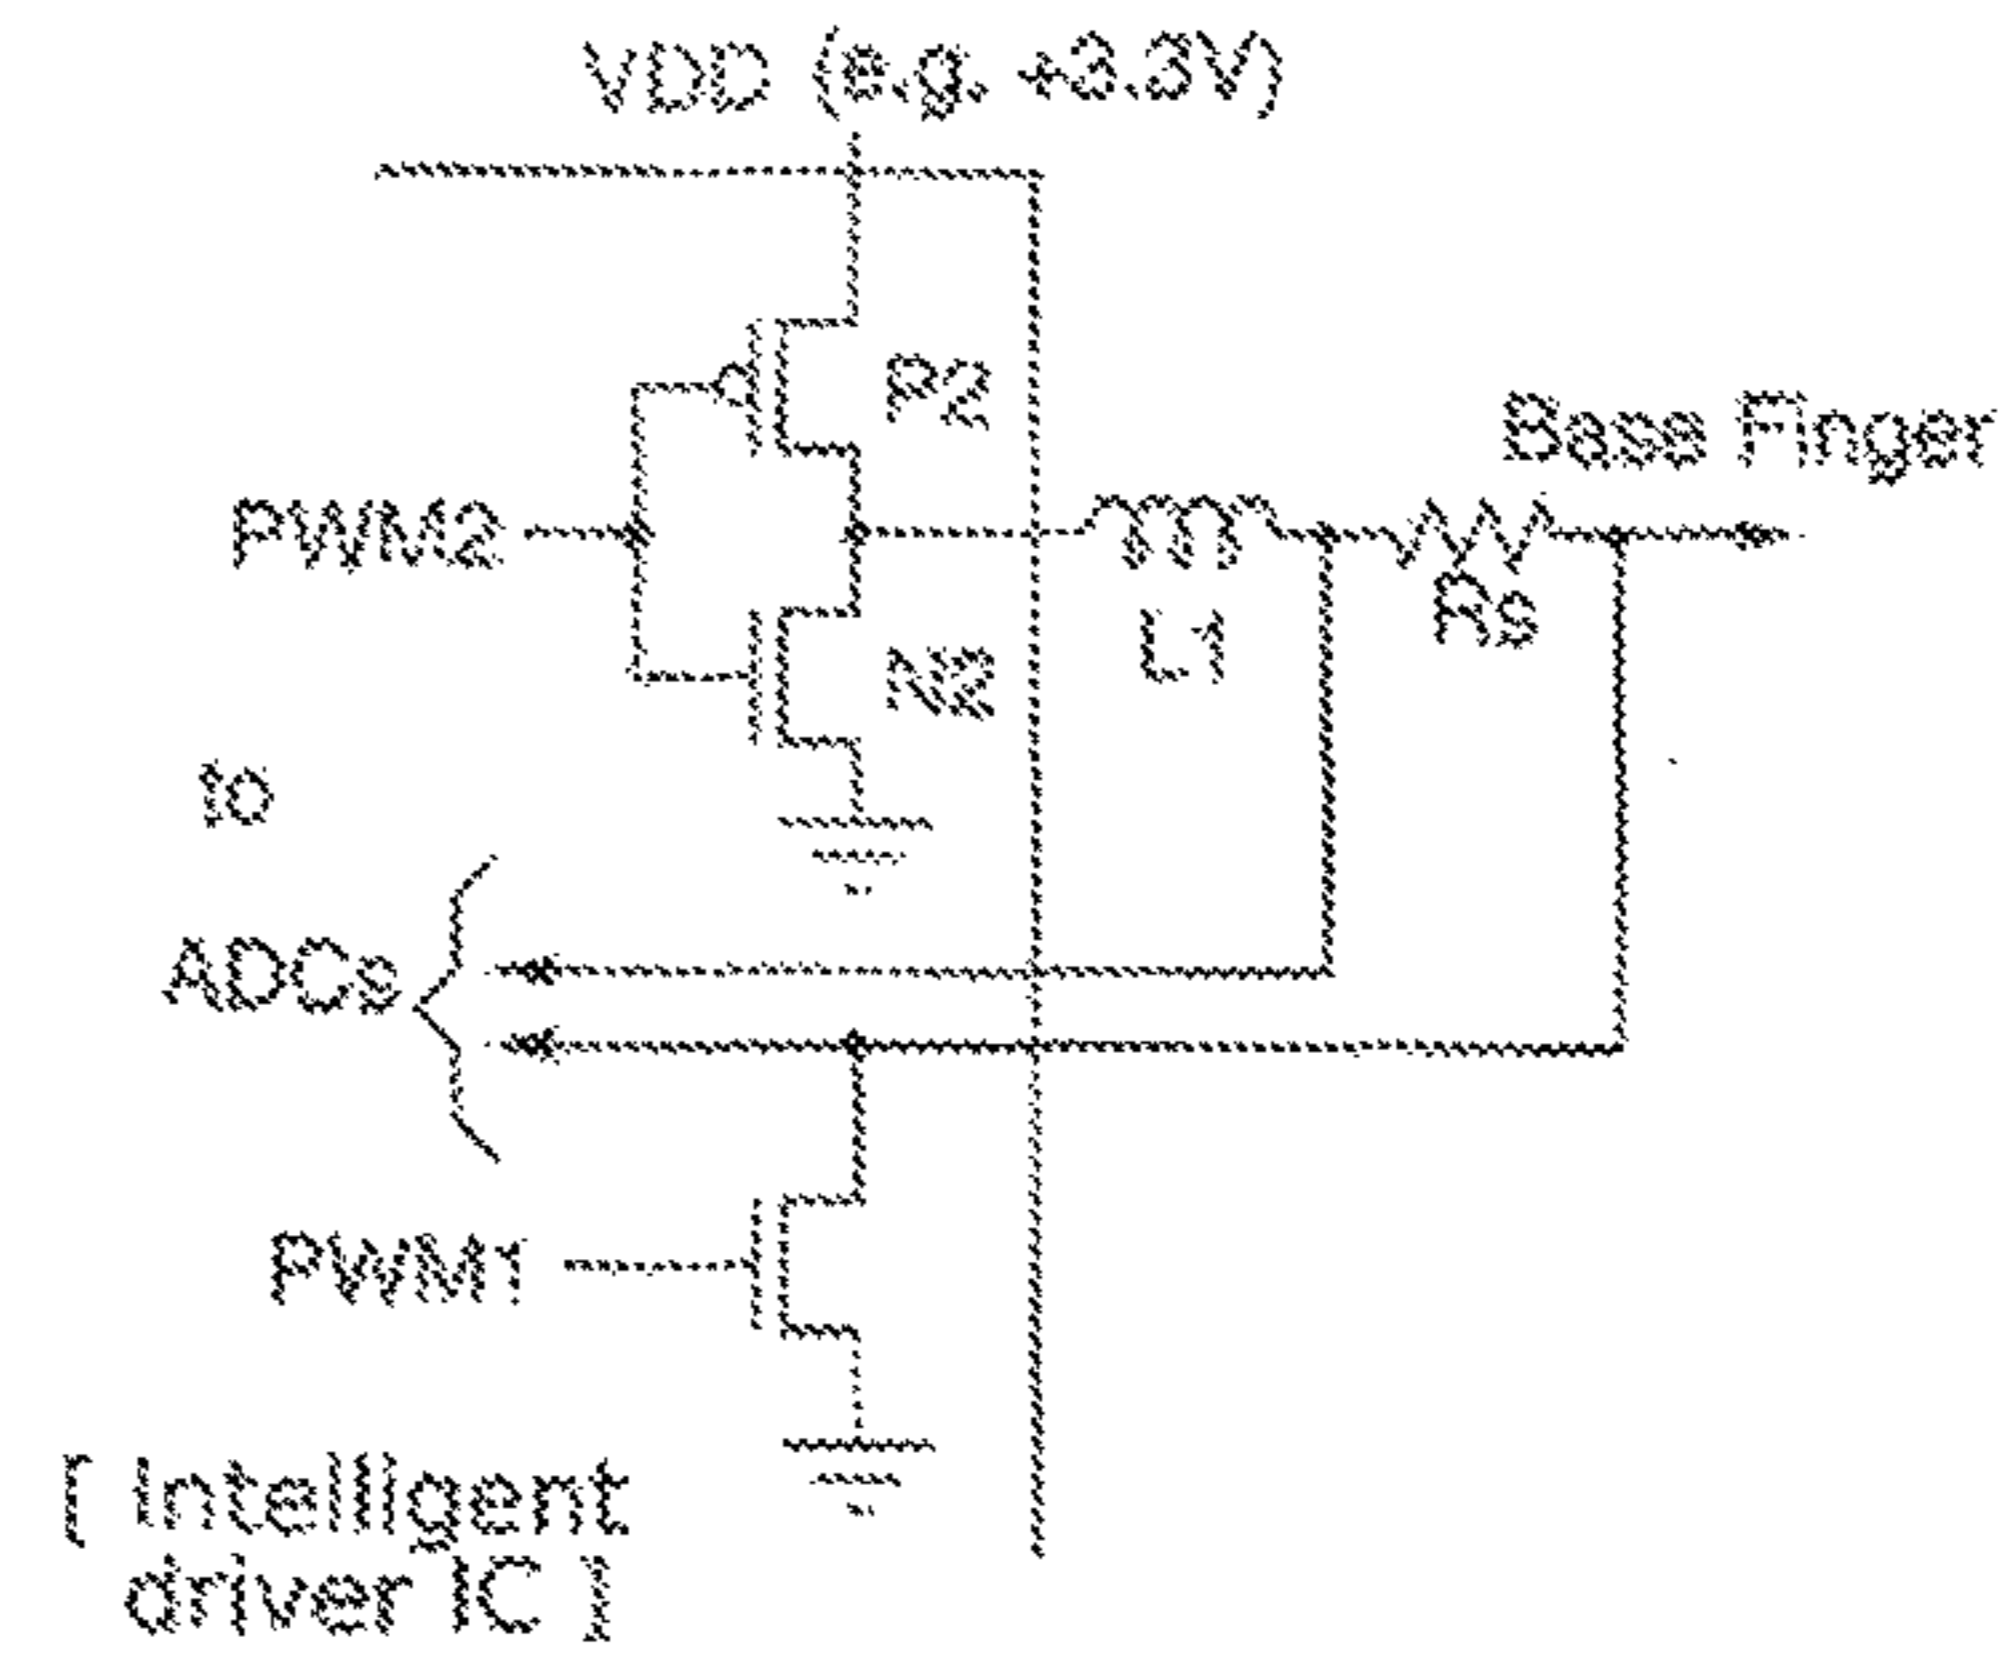 VDD (e.g. +3.3V)
P2
Base Finger
PWM2
Rs
L1
N2
to
ADCs
PWM1
[ Intelligent
driver IC ]